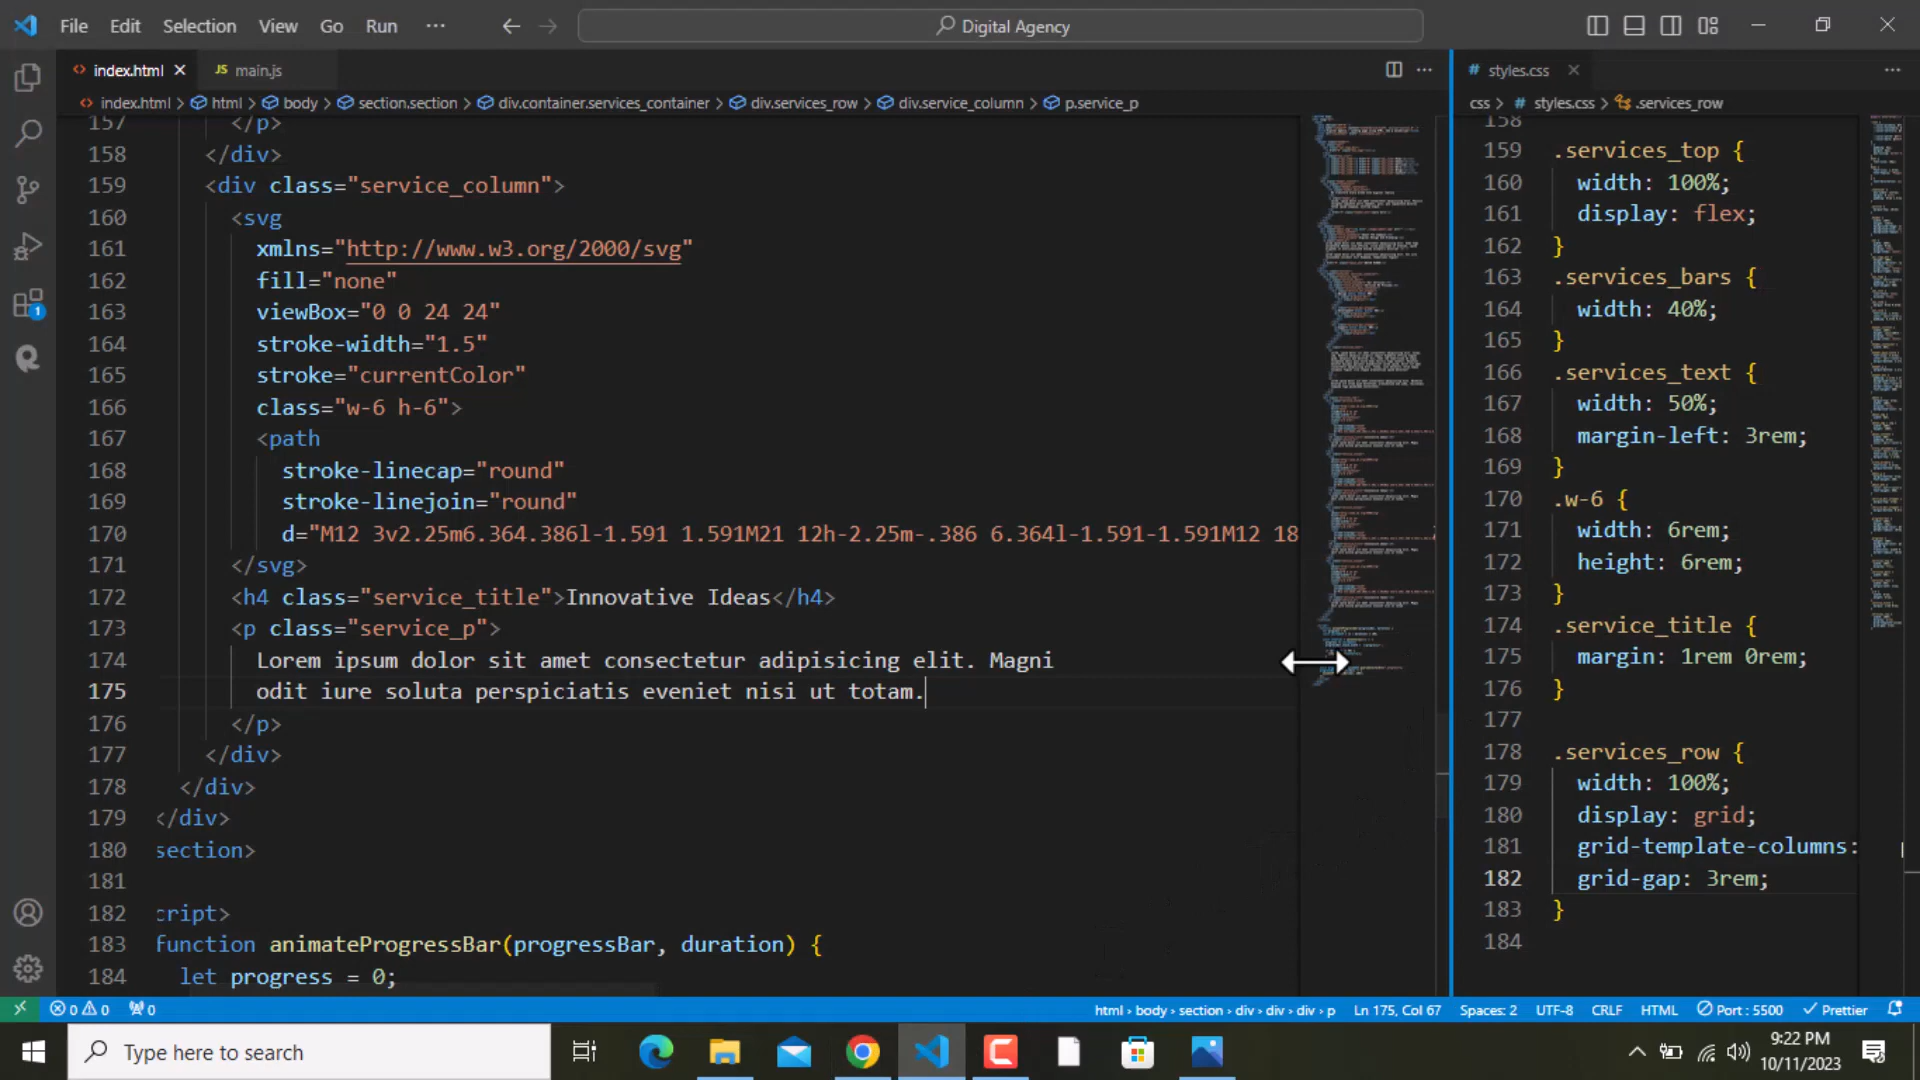 File Edit Selection View Go Run ···
Digital Agency
index.html
JS main.js
# styles.css
index.html > html > body > section.section > div.container.services_container > div.services_row > div.service_column > p.service_p
css > # styles.css > .services_row
157 </p>
158 </div>
159 <div class="service_column">
160 <svg
161 xmlns="http://www.w3.org/2000/svg"
162 fill="none"
163 viewBox="0 0 24 24"
164 stroke-width="1.5"
165 stroke="currentColor"
166 class="w-6 h-6">
167 <path
168 stroke-linecap="round"
169 stroke-linejoin="round"
170 d="M12 3v2.25m6.364.386l-1.591 1.591M21 12h-2.25m-.386 6.364l-1.591-1.591M12 18
171 </svg>
172 <h4 class="service_title">Innovative Ideas</h4>
173 <p class="service_p">
174 Lorem ipsum dolor sit amet consectetur adipisicing elit. Magni
175 odit iure soluta perspiciatis eveniet nisi ut totam.
176 </p>
177 </div>
178 </div>
179 </div>
180 section>
181
182 cript>
183 function animateProgressBar(progressBar, duration) {
184 let progress = 0;
158
159 .services_top {
160 width: 100%;
161 display: flex;
162 }
163 .services_bars {
164 width: 40%;
165 }
166 .services_text {
167 width: 50%;
168 margin-left: 3rem;
169 }
170 .w-6 {
171 width: 6rem;
172 height: 6rem;
173 }
174 .service_title {
175 margin: 1rem 0rem;
176 }
177
178 .services_row {
179 width: 100%;
180 display: grid;
181 grid-template-columns:
182 grid-gap: 3rem;
183 }
184
1
0 0 0
html > body > section > div > div > div > p Ln 175, Col 67 Spaces: 2 UTF-8 CRLF HTML Port : 5500 Prettier
Type here to search
9:22 PM
10/11/2023